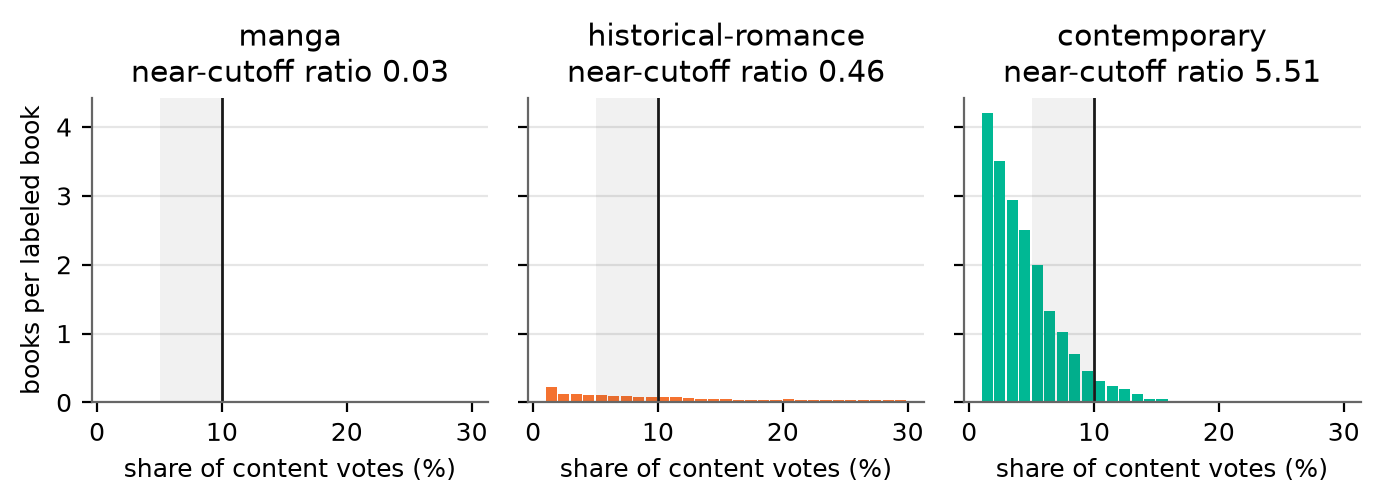 manga
near-cutoff ratio 0.03
historical-romance
near-cutoff ratio 0.46
contemporary
near-cutoff ratio 5.51
books per labeled book
4
3
2
1
0
0 10 20 30
0 10 20 30
0 10 20 30
share of content votes (%)
share of content votes (%)
share of content votes (%)